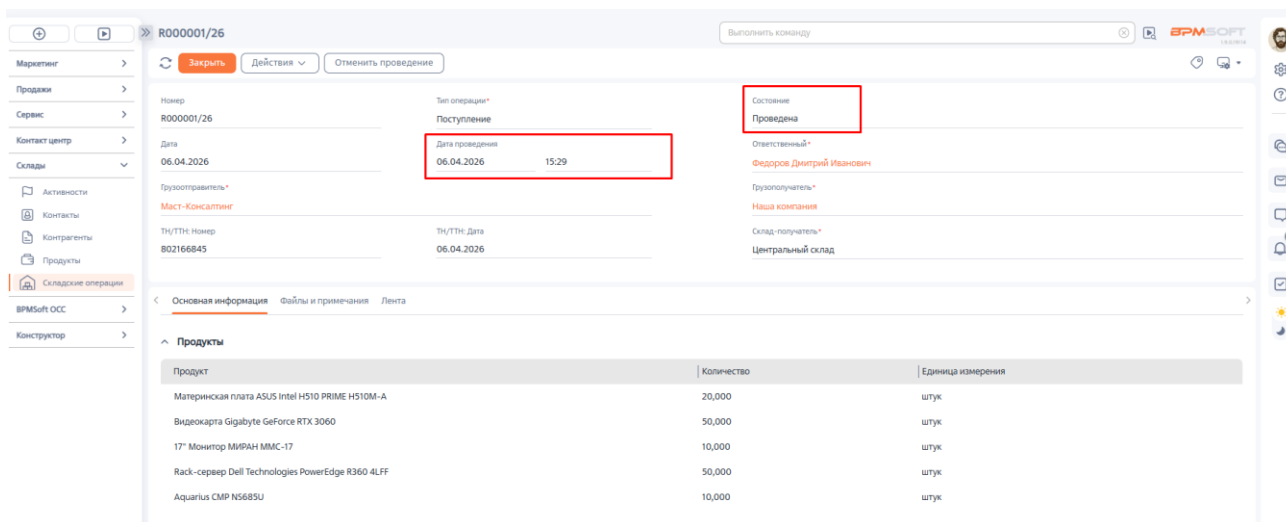 R000001/26
Выполнить команду
BPMSOFT
Маркетинг
Продажи
Сервис
Контакт центр
Склады
Активности
Контакты
Контрагенты
Продукты
Складские операции
BPMSoft ОСС
Конструктор
Закрыть Действия Отменить проведение
Номер Тип операции* Состояние
R000001/26 Поступление Проведена
Дата Дата проведения Ответственный*
06.04.2026 06.04.2026 15:29 Федоров Дмитрий Иванович
Грузоотправитель* Грузополучатель*
Маст-Консалтинг Наша компания
ТН/ТТН: Номер ТН/ТТН: Дата Склад-получатель*
802166845 06.04.2026 Центральный склад
Основная информация Файлы и примечания Лента
Продукты
Продукт Количество Единица измерения
Материнская плата ASUS Intel H510 PRIME H510M-A 20,000 штук
Видеокарта Gigabyte GeForce RTX 3060 50,000 штук
17" Монитор МИРАН ММС-17 10,000 штук
Rack-сервер Dell Technologies PowerEdge R360 4LFF 50,000 штук
Aquarius CMP NS685U 10,000 штук